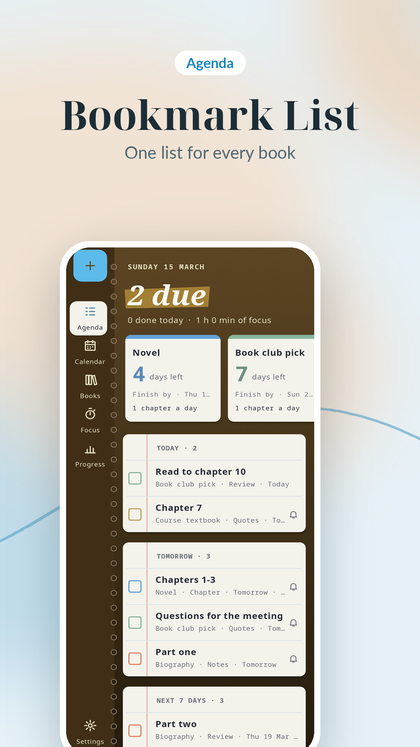 Agenda
Bookmark List
One list for every book
+
Agenda
Calendar
Books
Focus
Progress
Settings
SUNDAY 15 MARCH
2 due
0 done today · 1 h 0 min of focus
Novel
4 days left
Finish by · Thu 1…
1 chapter a day
Book club pick
7 days left
Finish by · Sun 2…
1 chapter a day
TODAY · 2
Read to chapter 10
Book club pick · Review · Today
Chapter 7
Course textbook · Quotes · To…
TOMORROW · 3
Chapters 1-3
Novel · Chapter · Tomorrow · …
Questions for the meeting
Book club pick · Quotes · Tom…
Part one
Biography · Notes · Tomorrow
NEXT 7 DAYS · 3
Part two
Biography · Review · Thu 19 Mar …